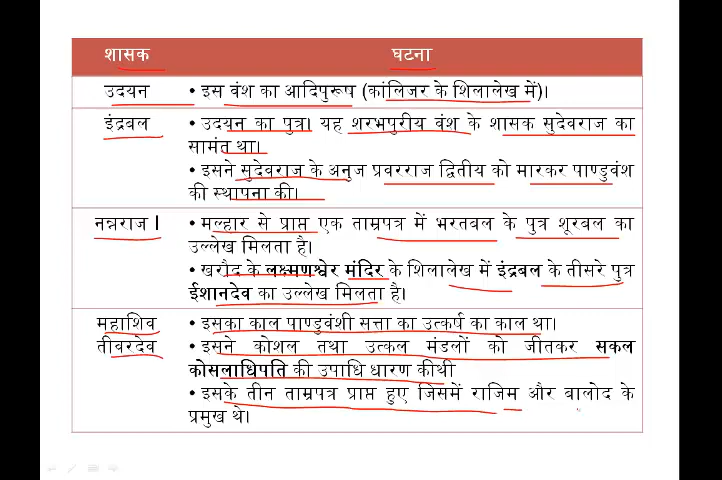 शासक घटना
उदयन • इस वंश का आदिपुरूष (कांलिजर के शिलालेख में)।
इंद्रबल • उदयन का पुत्र। यह शरभपुरीय वंश के शासक सुदेवराज का
सामंत था।
• इसने सुदेवराज के अनुज प्रवरराज द्वितीय को मारकर पाण्डुवंश
की स्थापना की।
नन्नराज I • मल्हार से प्राप्त एक ताम्रपत्र में भरतबल के पुत्र शूरबल का
उल्लेख मिलता है।
• खरौद के लक्ष्मणश्वेर मंदिर के शिलालेख में इंद्रबल के तीसरे पुत्र
ईशानदेव का उल्लेख मिलता है।
महाशिव • इसका काल पाण्डुवंशी सत्ता का उत्कर्ष का काल था।
तीवरदेव • इसने कोशल तथा उत्कल मंडलों को जीतकर सकल
कोसलाधिपति की उपाधि धारण कीथी
• इसके तीन ताम्रपत्र प्राप्त हुए जिसमें राजिम और बालोद के
प्रमुख थे।